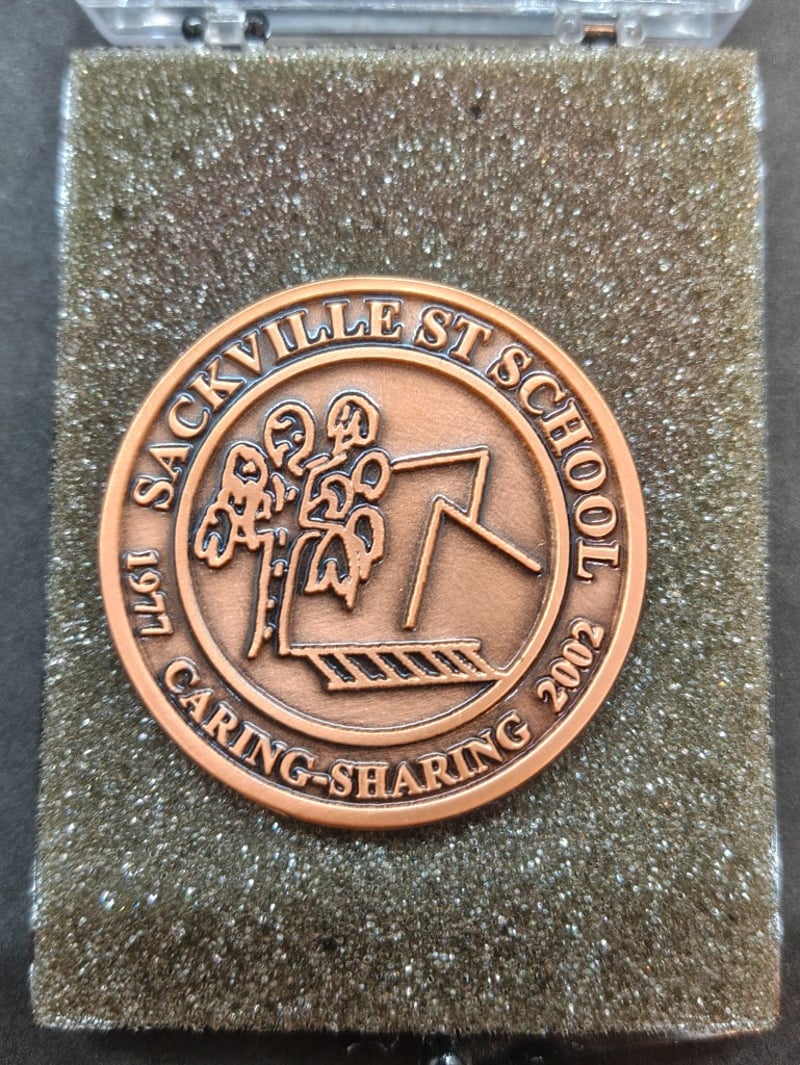 SACKVILLE ST SCHOOL
1977 CARING-SHARING 2002